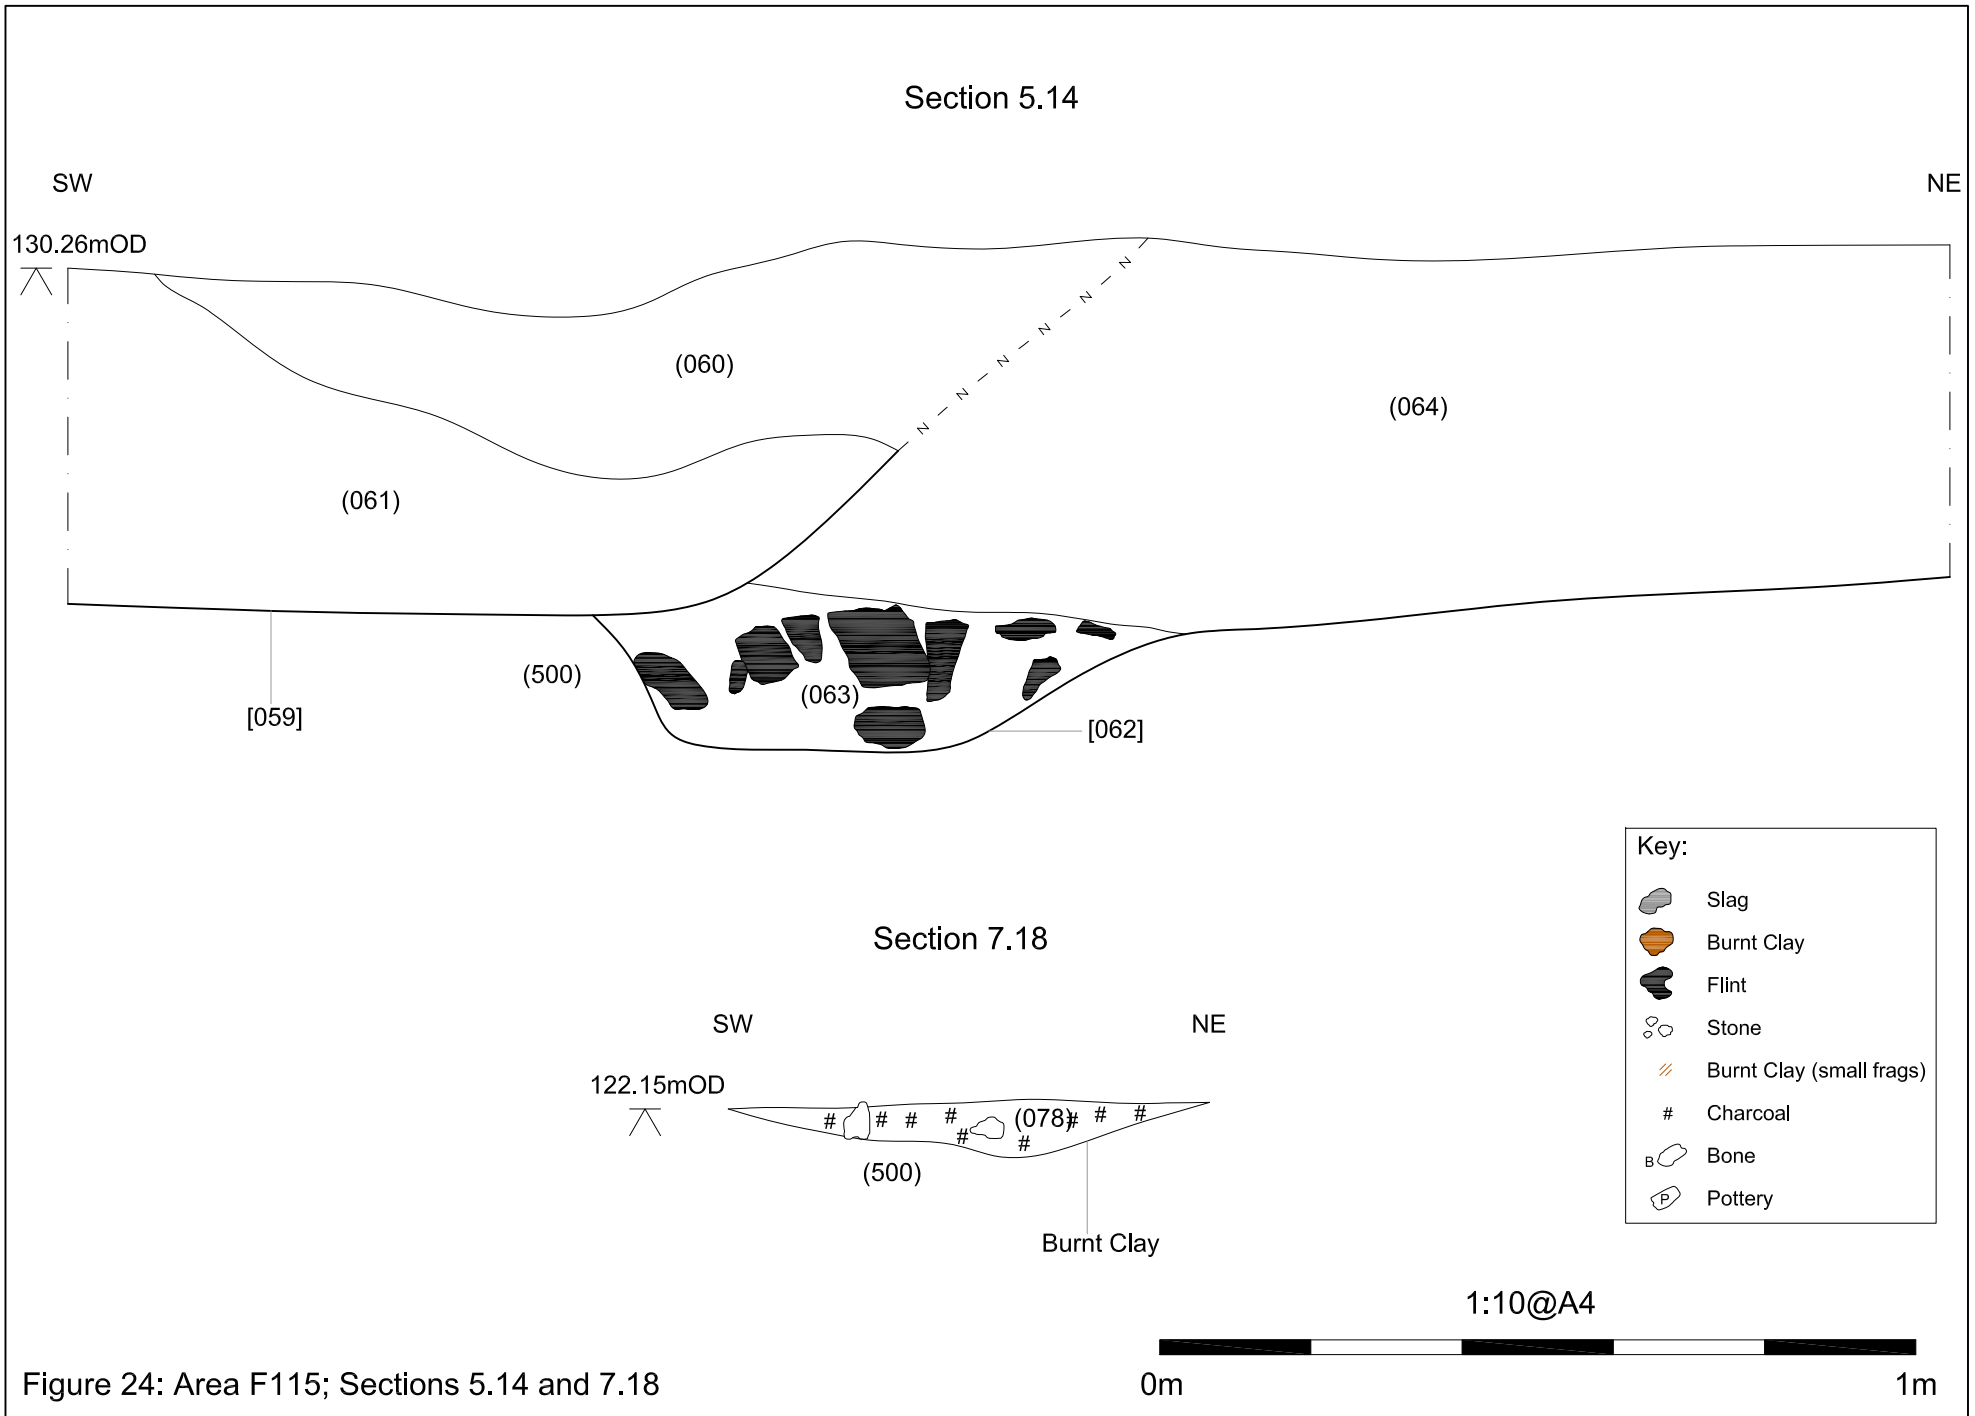 Section 5.14
SW
NE
130.26mOD
N N N N N N
(060)
(064)
(061)
(500)
(063)
[059]
[062]
Key:
Slag
Burnt Clay
Flint
Stone
Burnt Clay (small frags)
# Charcoal
B Bone
P Pottery
Section 7.18
SW
NE
122.15mOD
# # # # # (078) # # # #
(500)
Burnt Clay
1:10@A4
0m
1m
Figure 24: Area F115; Sections 5.14 and 7.18